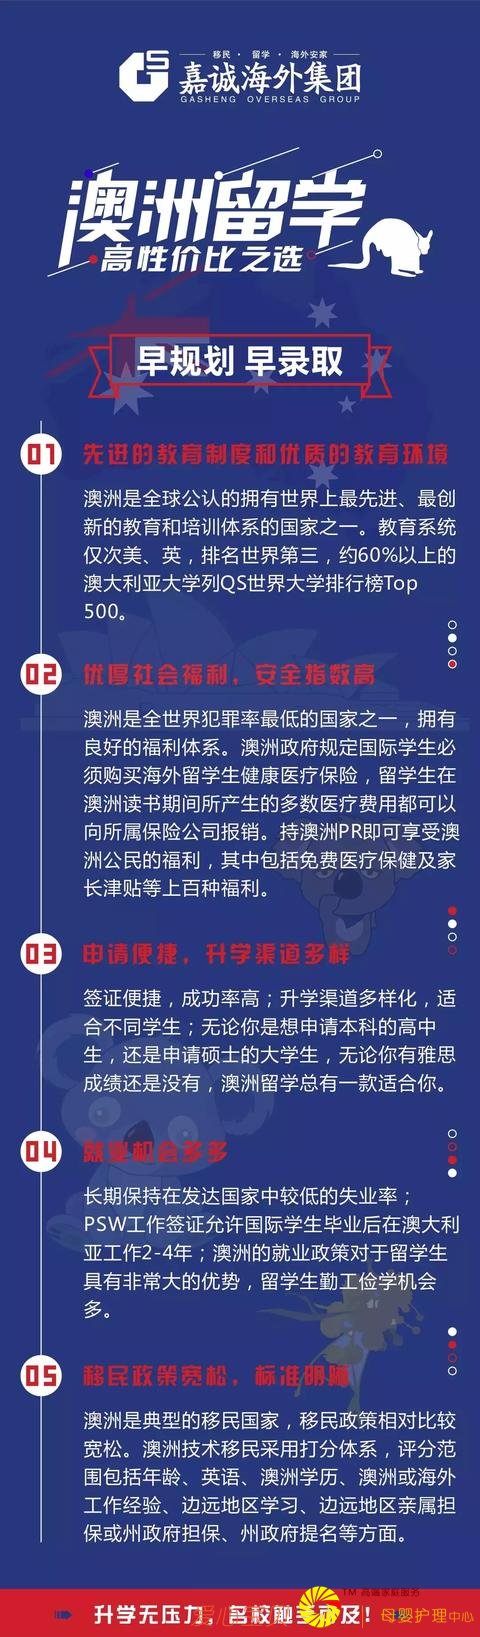 移民 · 留学 · 海外安家
嘉诚海外集团
GASHENG OVERSEAS GROUP
澳洲留学
高性价比之选
早规划 早录取
01 先进的教育制度和优质的教育环境
澳洲是全球公认的拥有世界上最先进、最创
新的教育和培训体系的国家之一。教育系统
仅次美、英，排名世界第三，约60%以上的
澳大利亚大学列QS世界大学排行榜Top
500。
02 优厚社会福利，安全指数高
澳洲是全世界犯罪率最低的国家之一，拥有
良好的福利体系。澳洲政府规定国际学生必
须购买海外留学生健康医疗保险，留学生在
澳洲读书期间所产生的多数医疗费用都可以
向所属保险公司报销。持澳洲PR即可享受澳
洲公民的福利，其中包括免费医疗保健及家
长津贴等上百种福利。
03 申请便捷，升学渠道多样
签证便捷，成功率高；升学渠道多样化，适
合不同学生；无论你是想申请本科的高中
生，还是申请硕士的大学生，无论你有雅思
成绩还是没有，澳洲留学总有一款适合你。
04 就业机会多多
长期保持在发达国家中较低的失业率；
PSW工作签证允许国际学生毕业后在澳大利
亚工作2-4年；澳洲的就业政策对于留学生
具有非常大的优势，留学生勤工俭学机会
多。
05 移民政策宽松，标准明晰
澳洲是典型的移民国家，移民政策相对比较
宽松。澳洲技术移民采用打分体系，评分范
围包括年龄、英语、澳洲学历、澳洲或海外
工作经验、边远地区学习、边远地区亲属担
保或州政府担保、州政府提名等方面。
升学无压力，名校触手可及!
TM 高端家庭服务
母婴护理中心